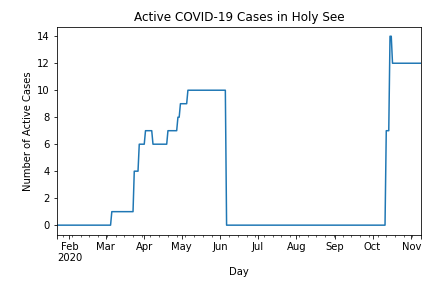 Active COVID-19 Cases in Holy See
Number of Active Cases
14
12
10
8
6
4
2
0
Feb Mar Apr May Jun Jul Aug Sep Oct Nov
2020
Day